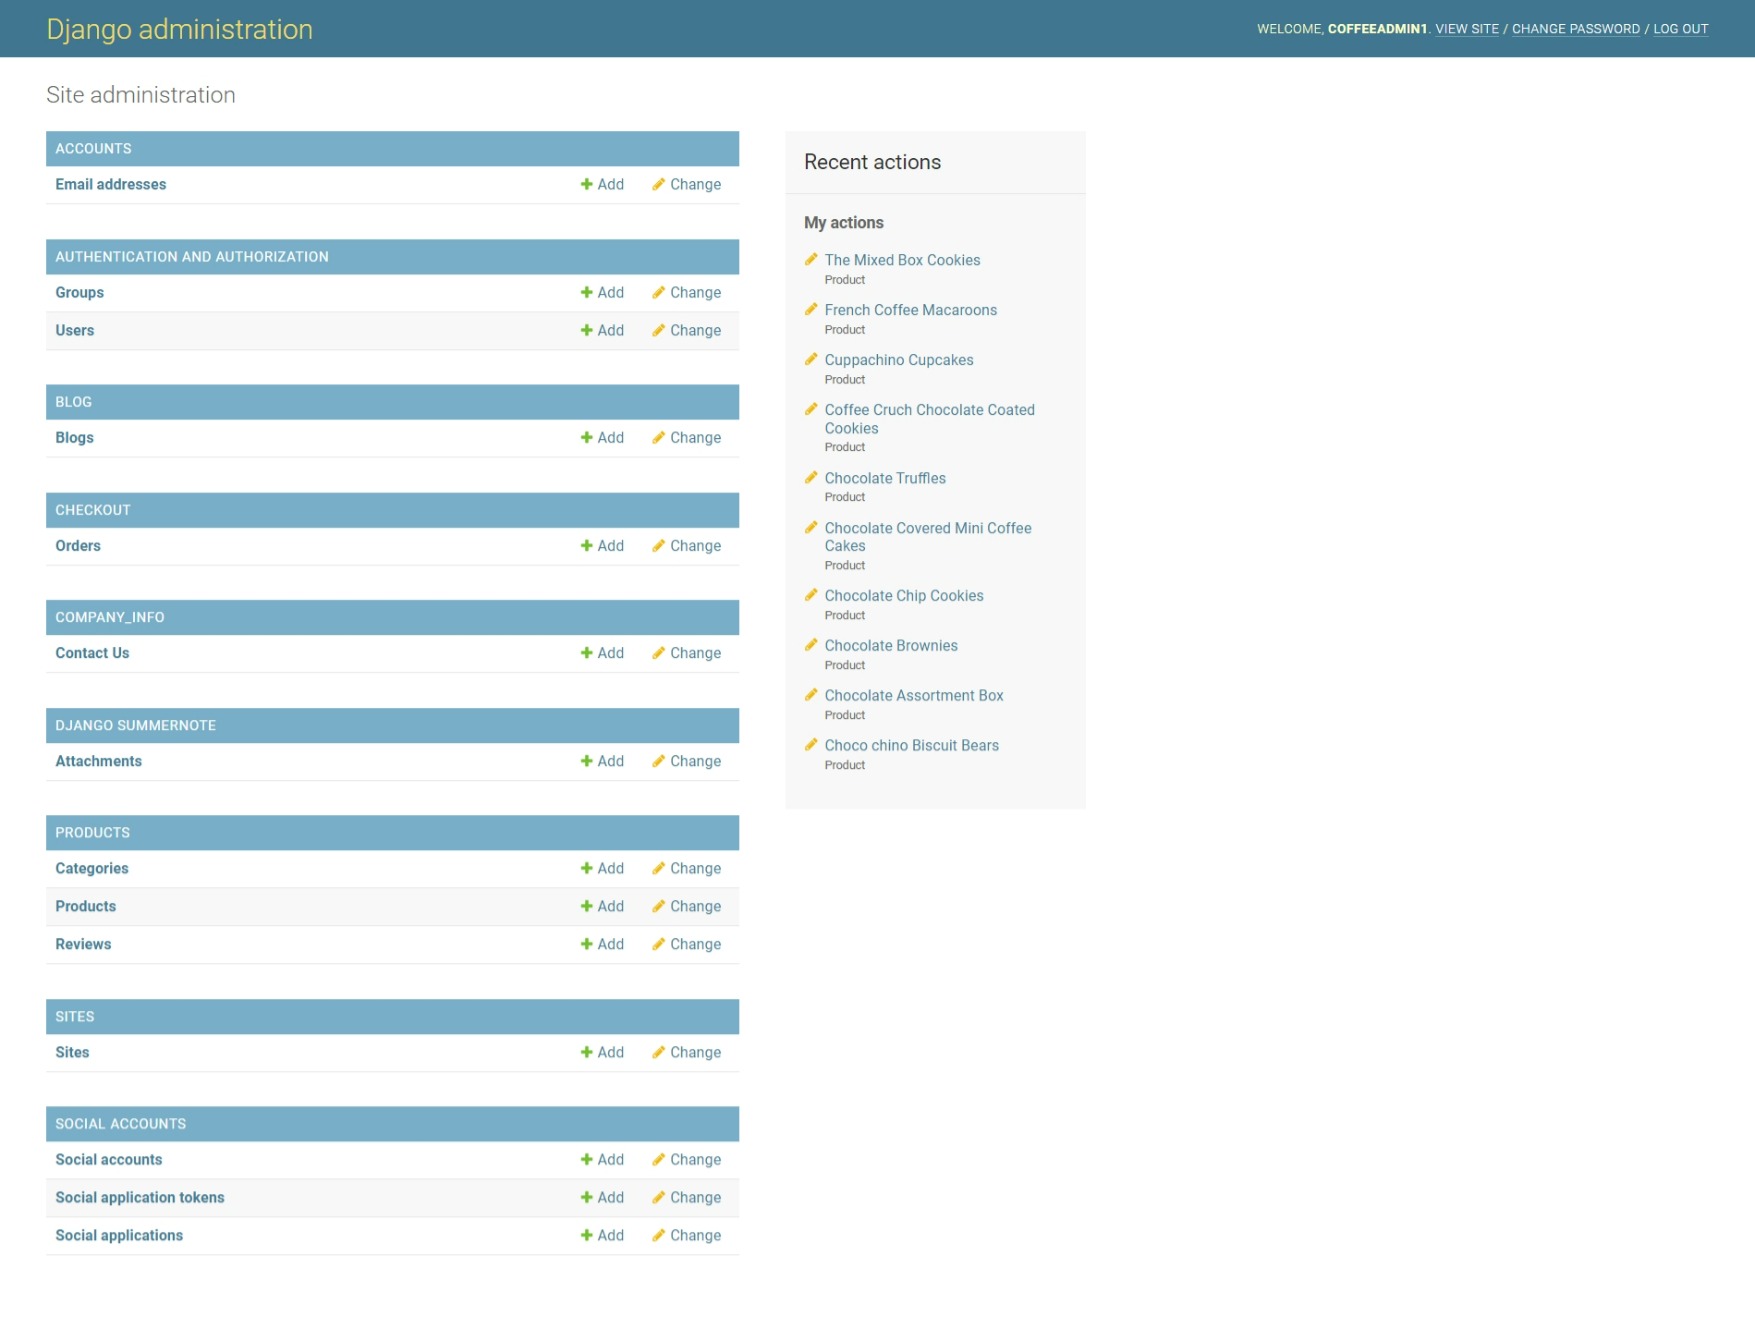 Django administration
WELCOME, COFFEEADMIN1. VIEW SITE / CHANGE PASSWORD / LOG OUT
Site administration
ACCOUNTS
Email addresses Add Change
AUTHENTICATION AND AUTHORIZATION
Groups Add Change
Users Add Change
BLOG
Blogs Add Change
CHECKOUT
Orders Add Change
COMPANY_INFO
Contact Us Add Change
DJANGO SUMMERNOTE
Attachments Add Change
PRODUCTS
Categories Add Change
Products Add Change
Reviews Add Change
SITES
Sites Add Change
SOCIAL ACCOUNTS
Social accounts Add Change
Social application tokens Add Change
Social applications Add Change
Recent actions
My actions
The Mixed Box Cookies
Product
French Coffee Macaroons
Product
Cuppachino Cupcakes
Product
Coffee Cruch Chocolate Coated
Cookies
Product
Chocolate Truffles
Product
Chocolate Covered Mini Coffee
Cakes
Product
Chocolate Chip Cookies
Product
Chocolate Brownies
Product
Chocolate Assortment Box
Product
Choco chino Biscuit Bears
Product